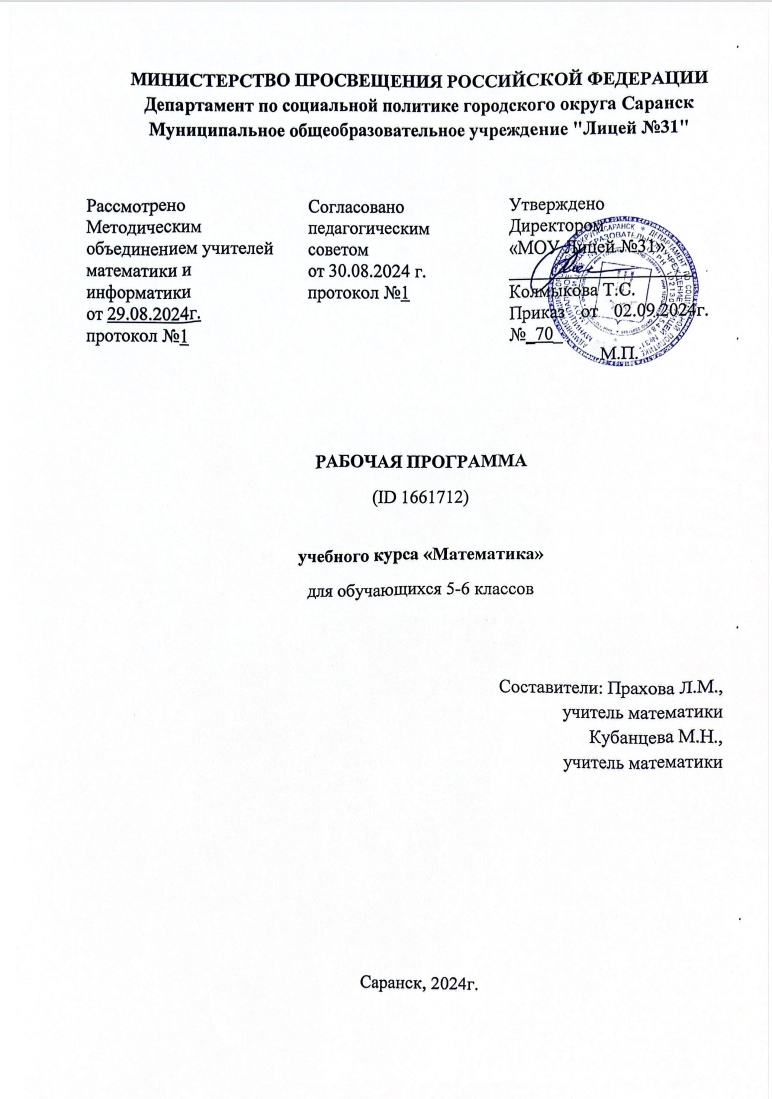 МИНИСТЕРСТВО ПРОСВЕЩЕНИЯ РОССИЙСКОЙ ФЕДЕРАЦИИ
Департамент по социальной политике городского округа Саранск
Муниципальное общеобразовательное учреждение "Лицей №31"
Рассмотрено
Методическим
объединением учителей
математики и
информатики
от 29.08.2024г.
протокол №1
Согласовано
педагогическим
советом
от 30.08.2024 г.
протокол №1
Утверждено
Директором
«МОУ Лицей №31»
Колмыкова Т.С.
Приказ от 02.09.2024г.
№ 70
М.П.
РАБОЧАЯ ПРОГРАММА
(ID 1661712)
учебного курса «Математика»
для обучающихся 5-6 классов
Составители: Прахова Л.М.,
учитель математики
Кубанцева М.Н.,
учитель математики
Саранск, 2024г.